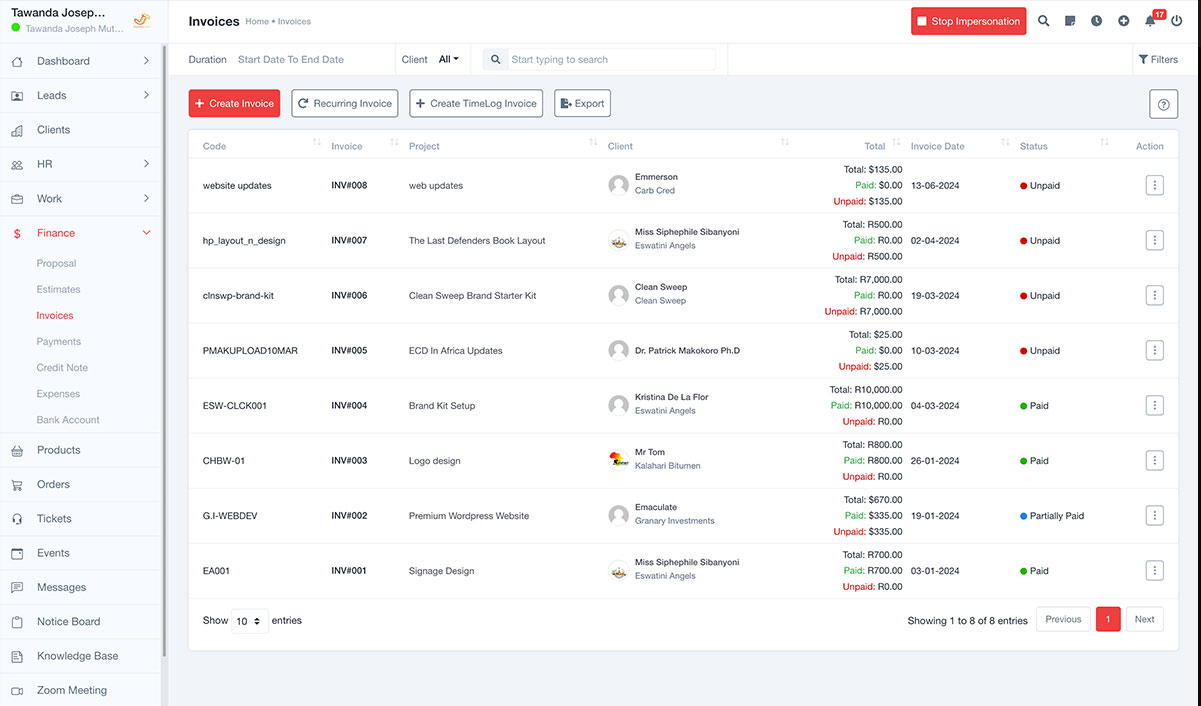 Tawanda Josep...
Tawanda Joseph Mut...
Dashboard
Leads
Clients
HR
Work
$ Finance
Proposal
Estimates
Invoices
Payments
Credit Note
Expenses
Bank Account
Products
Orders
Tickets
Events
Messages
Notice Board
Knowledge Base
Zoom Meeting
Invoices Home • Invoices
Stop Impersonation 17
Duration Start Date To End Date Client All Start typing to search Filters
+ Create Invoice Recurring Invoice + Create TimeLog Invoice Export
Code Invoice Project Client Total Invoice Date Status Action
website updates INV#008 web updates Emmerson
Carb Cred
Total: $135.00
Paid: $0.00
Unpaid: $135.00
13-06-2024 Unpaid
hp_layout_n_design INV#007 The Last Defenders Book Layout Miss Siphephile Sibanyoni
Eswatini Angels
Total: R500.00
Paid: R0.00
Unpaid: R500.00
02-04-2024 Unpaid
clnswp-brand-kit INV#006 Clean Sweep Brand Starter Kit Clean Sweep
Clean Sweep
Total: R7,000.00
Paid: R0.00
Unpaid: R7,000.00
19-03-2024 Unpaid
PMAKUPLOAD10MAR INV#005 ECD In Africa Updates Dr. Patrick Makokoro Ph.D
Total: $25.00
Paid: $0.00
Unpaid: $25.00
10-03-2024 Unpaid
ESW-CLCK001 INV#004 Brand Kit Setup Kristina De La Flor
Eswatini Angels
Total: R10,000.00
Paid: R10,000.00
Unpaid: R0.00
04-03-2024 Paid
CHBW-01 INV#003 Logo design Mr Tom
Kalahari Bitumen
Total: R800.00
Paid: R800.00
Unpaid: R0.00
26-01-2024 Paid
G.I-WEBDEV INV#002 Premium Wordpress Website Emaculate
Granary Investments
Total: $670.00
Paid: $335.00
Unpaid: $335.00
19-01-2024 Partially Paid
EA001 INV#001 Signage Design Miss Siphephile Sibanyoni
Eswatini Angels
Total: R700.00
Paid: R700.00
Unpaid: R0.00
03-01-2024 Paid
Show 10 entries
Showing 1 to 8 of 8 entries Previous 1 Next